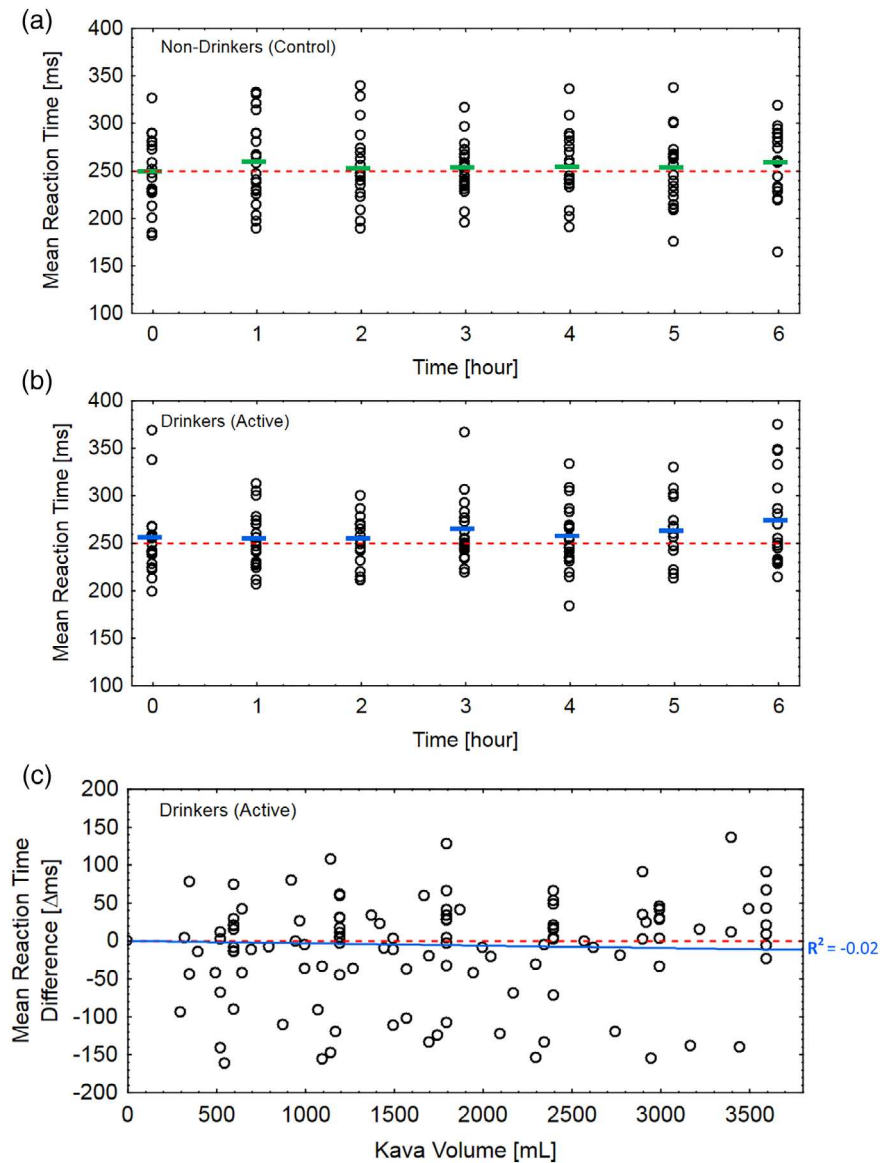 (a)
Non-Drinkers (Control)
Mean Reaction Time [ms]
400
350
300
250
200
150
100
0 1 2 3 4 5 6
Time [hour]
(b)
Drinkers (Active)
Mean Reaction Time [ms]
400
350
300
250
200
150
100
0 1 2 3 4 5 6
Time [hour]
(c)
Drinkers (Active)
Mean Reaction Time
Difference [Δms]
200
150
100
50
0
-50
-100
-150
-200
R² = -0.02
0 500 1000 1500 2000 2500 3000 3500
Kava Volume [mL]